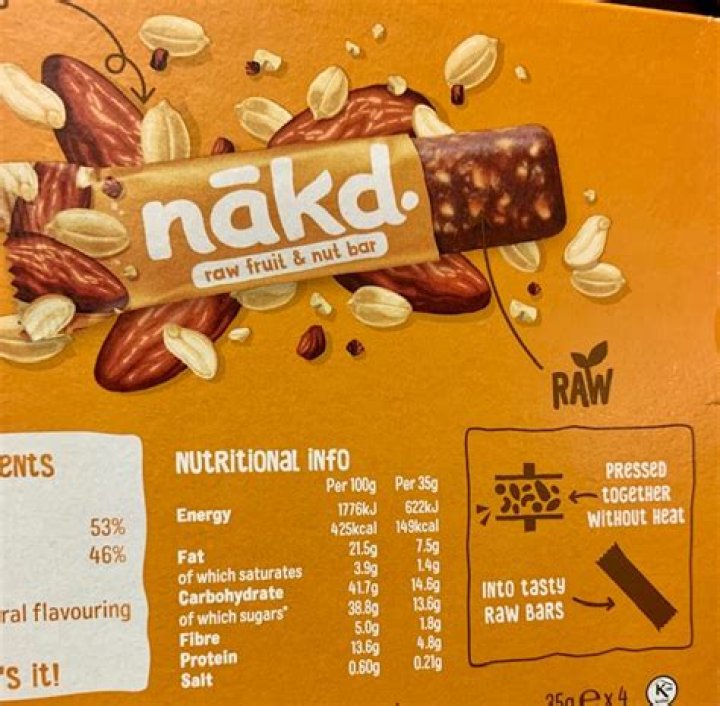 nākd.
raw fruit & nut bar
RAW
ents
53%
46%
ral flavouring
's it!
NUTRITIONAL INFO
Per 100g Per 35g
Energy 1776kJ 622kJ
425kcal 149kcal
Fat 21.5g 7.5g
of which saturates 3.9g 1.4g
Carbohydrate 41.7g 14.6g
of which sugars* 38.8g 13.6g
Fibre 5.0g 1.8g
Protein 13.6g 4.8g
Salt 0.60g 0.21g
PRESSED
TOGETHER
WITHOUT HEAT
INTO TASTY
RAW BARS
35g e x 4
K